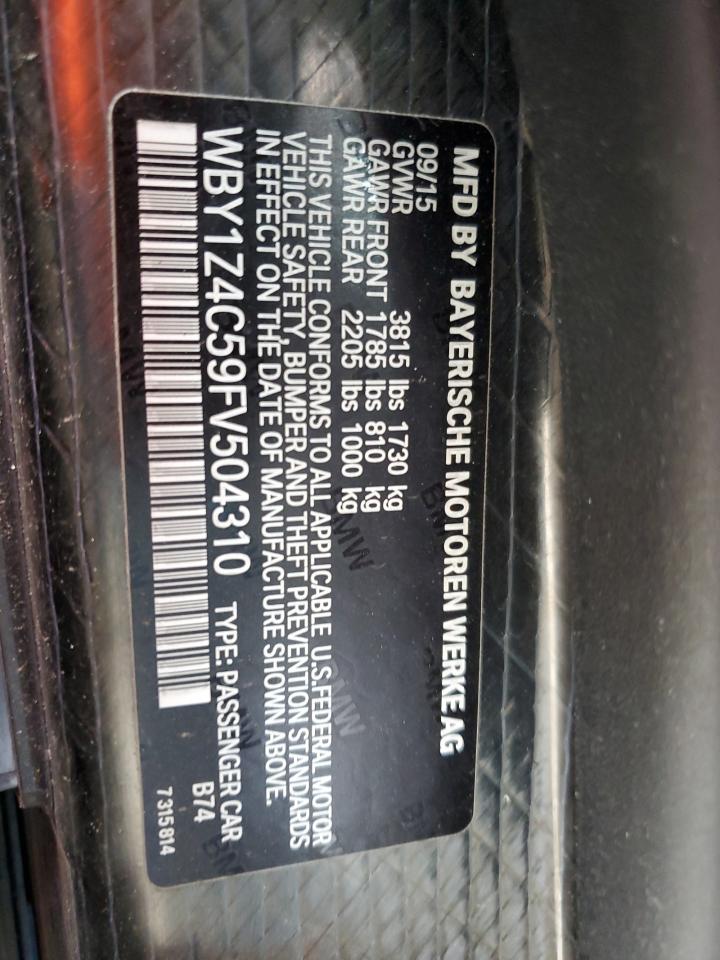 MFD BY BAYERISCHE MOTOREN WERKE AG
09/15
GVWR 3815 lbs 1730 kg
GAWR FRONT 1785 lbs 810 kg
GAWR REAR 2205 lbs 1000 kg
THIS VEHICLE CONFORMS TO ALL APPLICABLE U.S.FEDERAL MOTOR
VEHICLE SAFETY, BUMPER AND THEFT PREVENTION STANDARDS
IN EFFECT ON THE DATE OF MANUFACTURE SHOWN ABOVE.
B74
WBY1Z4C59FV504310 TYPE: PASSENGER CAR
7315814